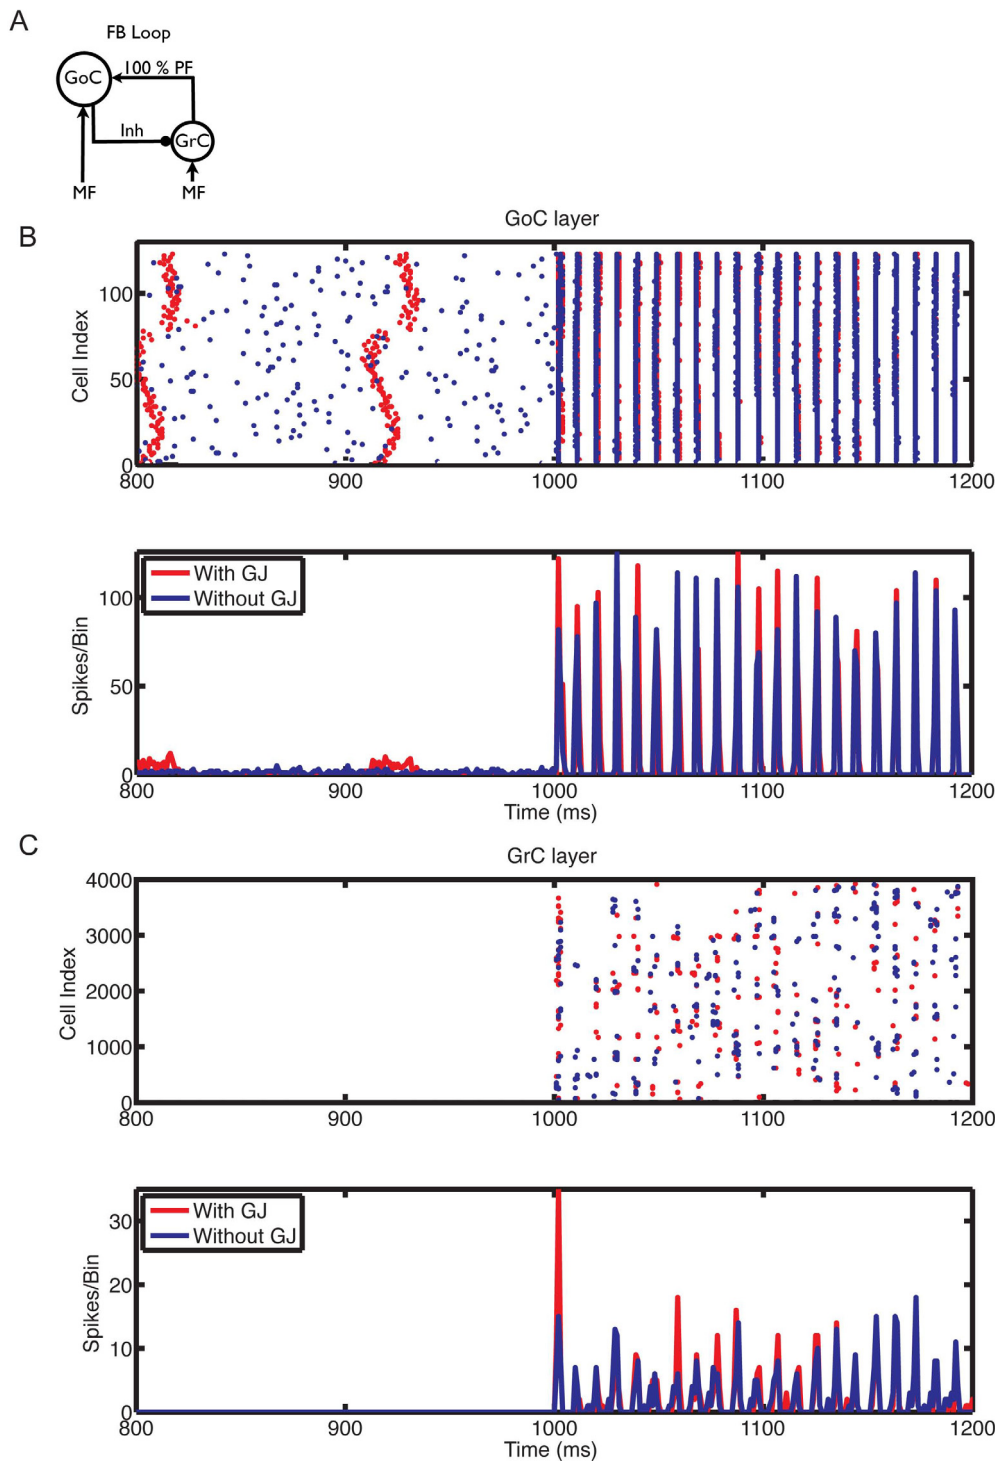 A
FB Loop
GoC
100 % PF
Inh
GrC
MF
MF
B
GoC layer
Cell Index
100
50
0
800
900
1000
1100
1200
With GJ
Without GJ
Spikes/Bin
100
50
0
800
900
1000
1100
1200
Time (ms)
C
GrC layer
Cell Index
4000
3000
2000
1000
0
800
900
1000
1100
1200
With GJ
Without GJ
Spikes/Bin
30
20
10
0
800
900
1000
1100
1200
Time (ms)